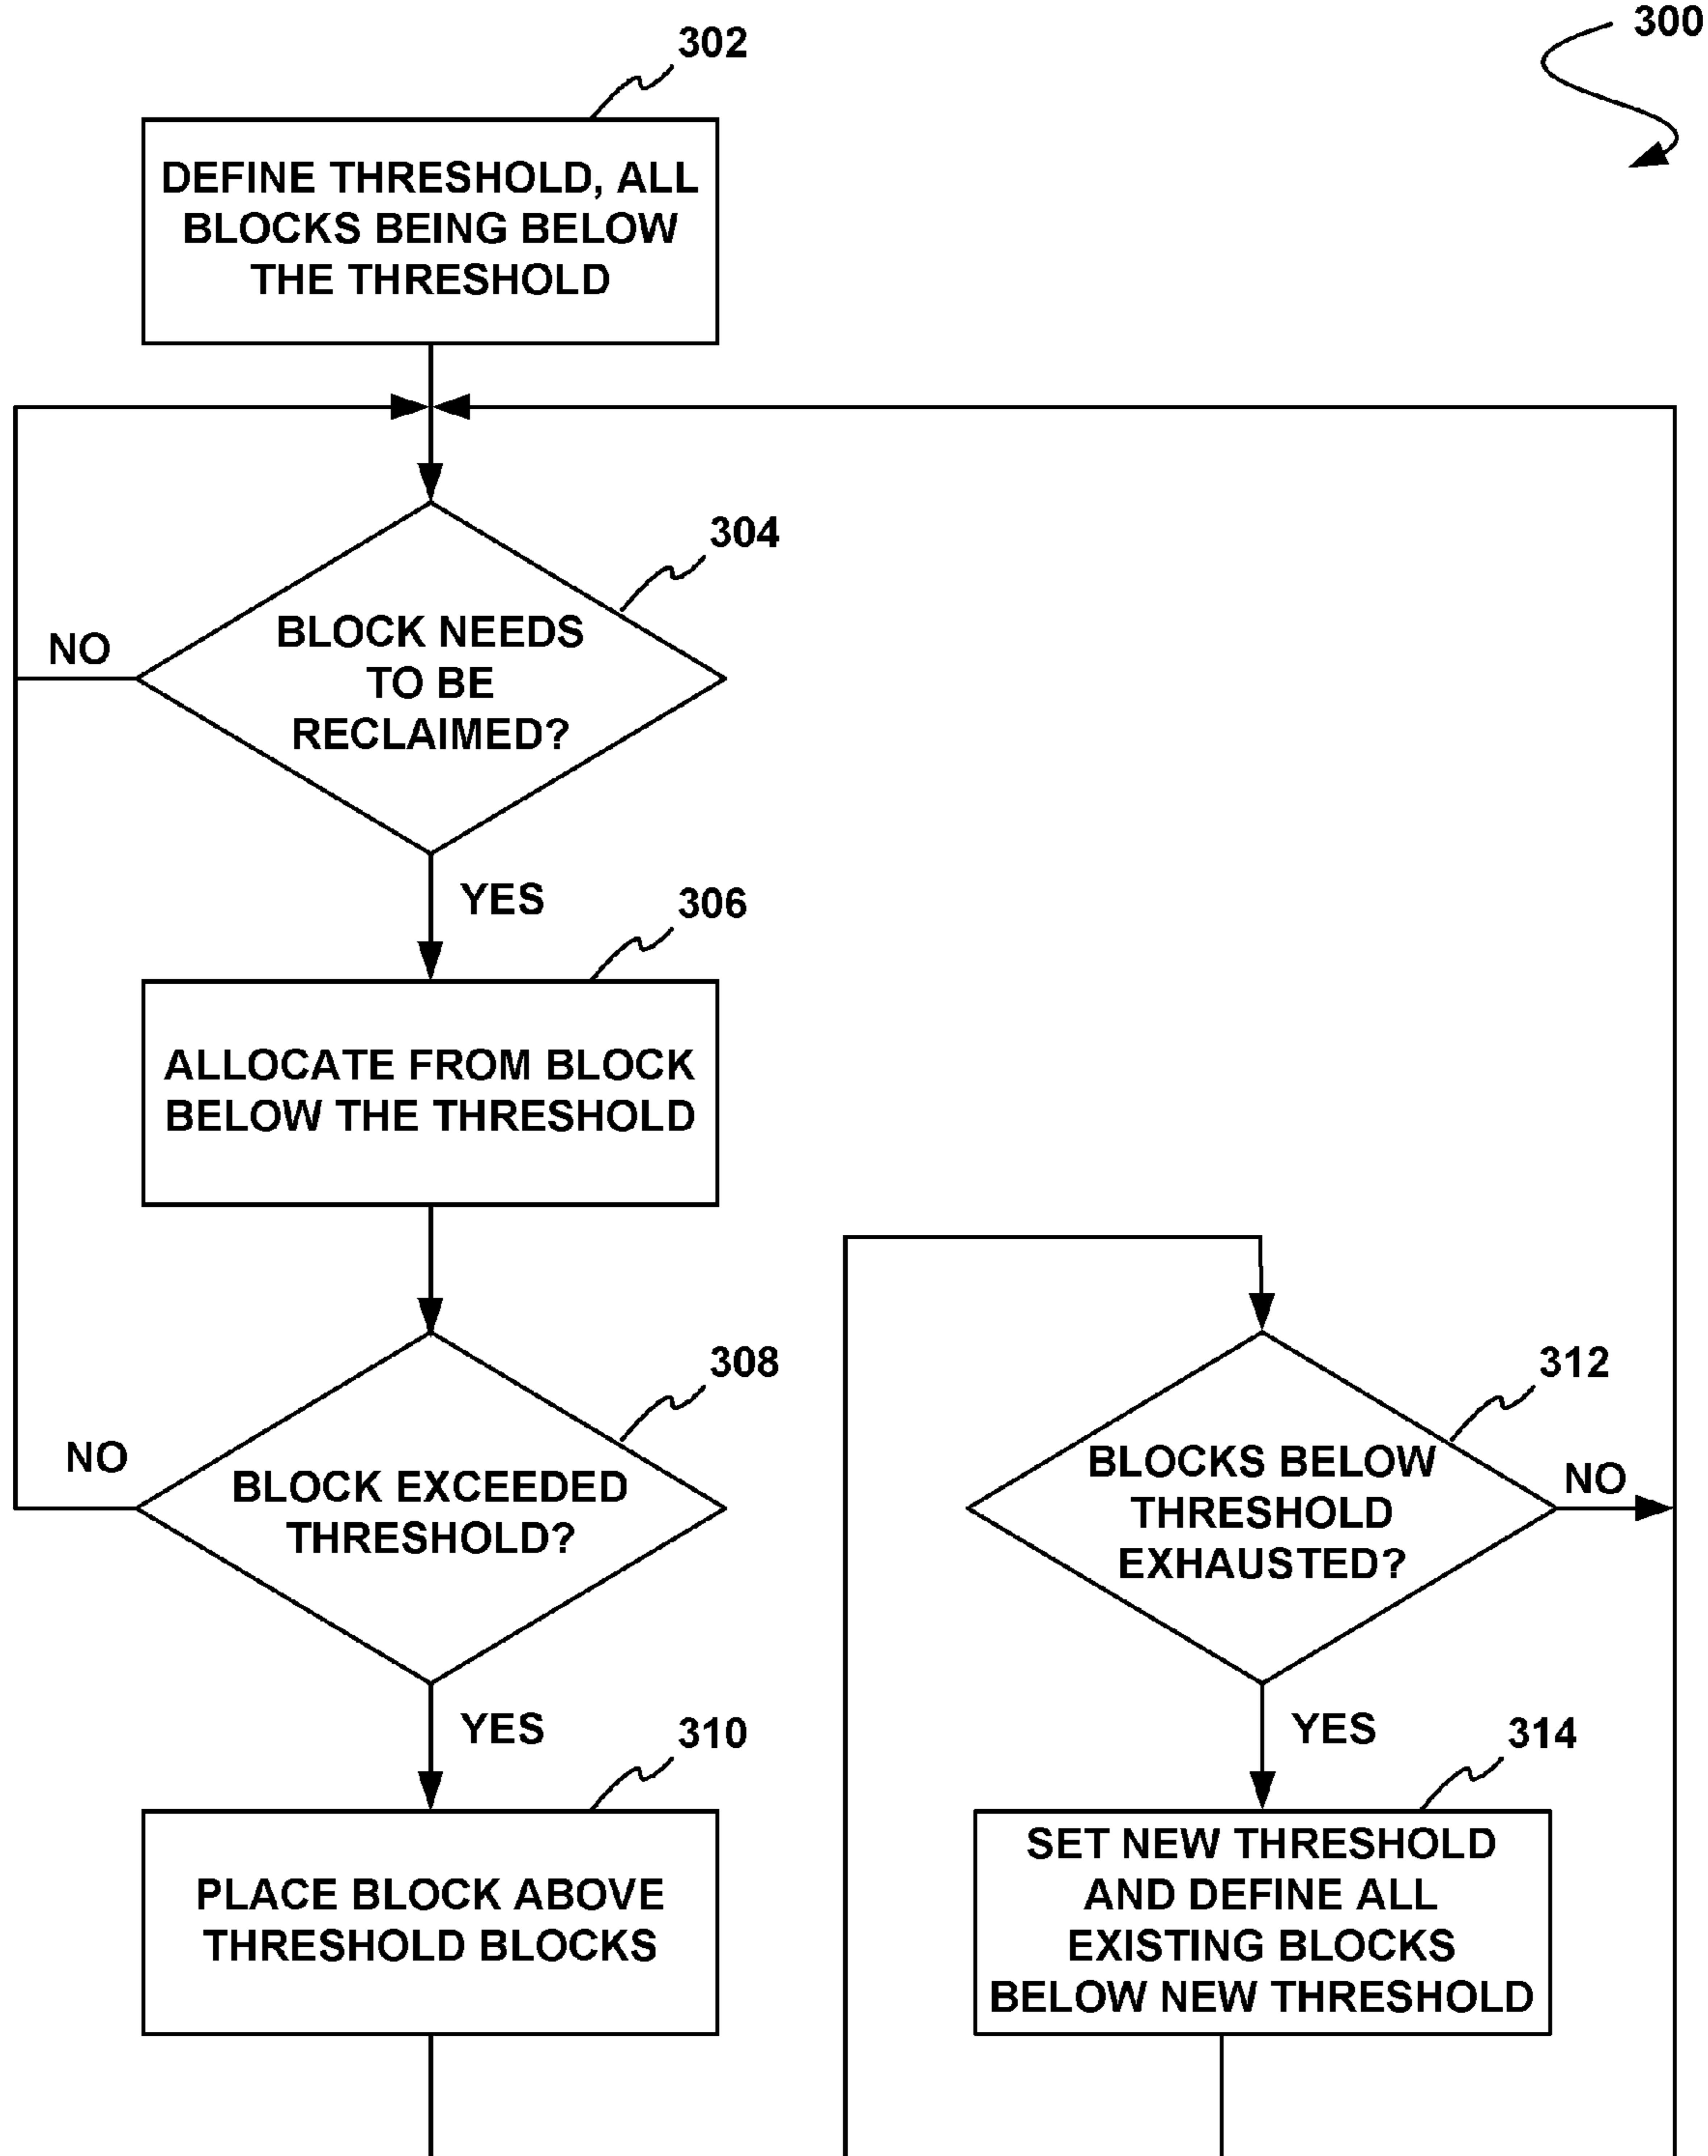 300
302
DEFINE THRESHOLD, ALL
BLOCKS BEING BELOW
THE THRESHOLD
304
BLOCK NEEDS
TO BE
RECLAIMED?
NO
YES
306
ALLOCATE FROM BLOCK
BELOW THE THRESHOLD
308
BLOCK EXCEEDED
THRESHOLD?
NO
YES
310
PLACE BLOCK ABOVE
THRESHOLD BLOCKS
312
BLOCKS BELOW
THRESHOLD
EXHAUSTED?
NO
YES
314
SET NEW THRESHOLD
AND DEFINE ALL
EXISTING BLOCKS
BELOW NEW THRESHOLD